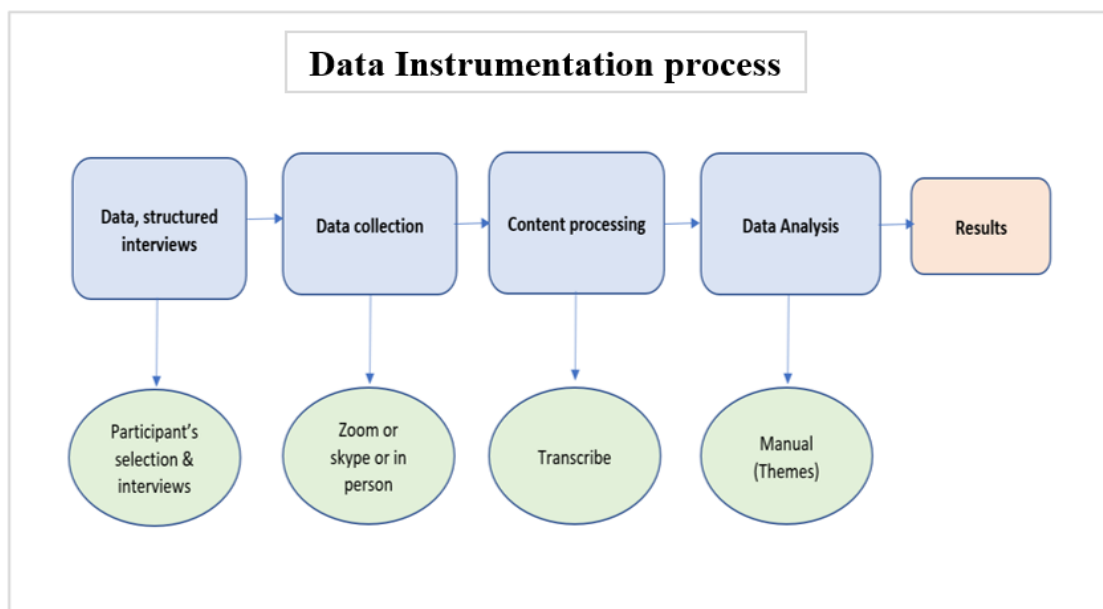 Data Instrumentation process
Data, structured
interviews
Data collection
Content processing
Data Analysis
Results
Participant's
selection &
interviews
Zoom or
skype or in
person
Transcribe
Manual
(Themes)